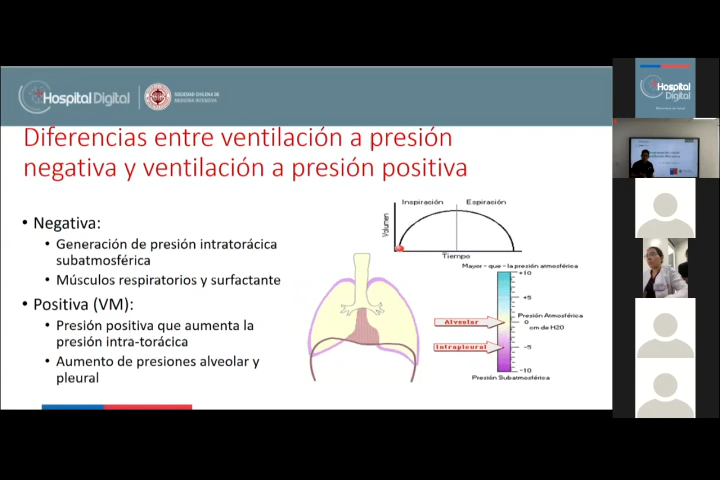 Hospital Digital
SOCIEDAD CHILENA DE
MEDICINA INTENSIVA
Diferencias entre ventilación a presión
negativa y ventilación a presión positiva
• Negativa:
• Generación de presión intratorácica
subatmosférica
• Músculos respiratorios y surfactante
• Positiva (VM):
• Presión positiva que aumenta la
presión intra-torácica
• Aumento de presiones alveolar y
pleural
Inspiración Espiración
Volumen
Tiempo
Mayor - que - la presión atmosférica
+10
+5
Alveolar
Presión Atmosférica
0
cm de H20
Intrapleural
-5
-10
Presión Subatmosférica
Hospital
Digital